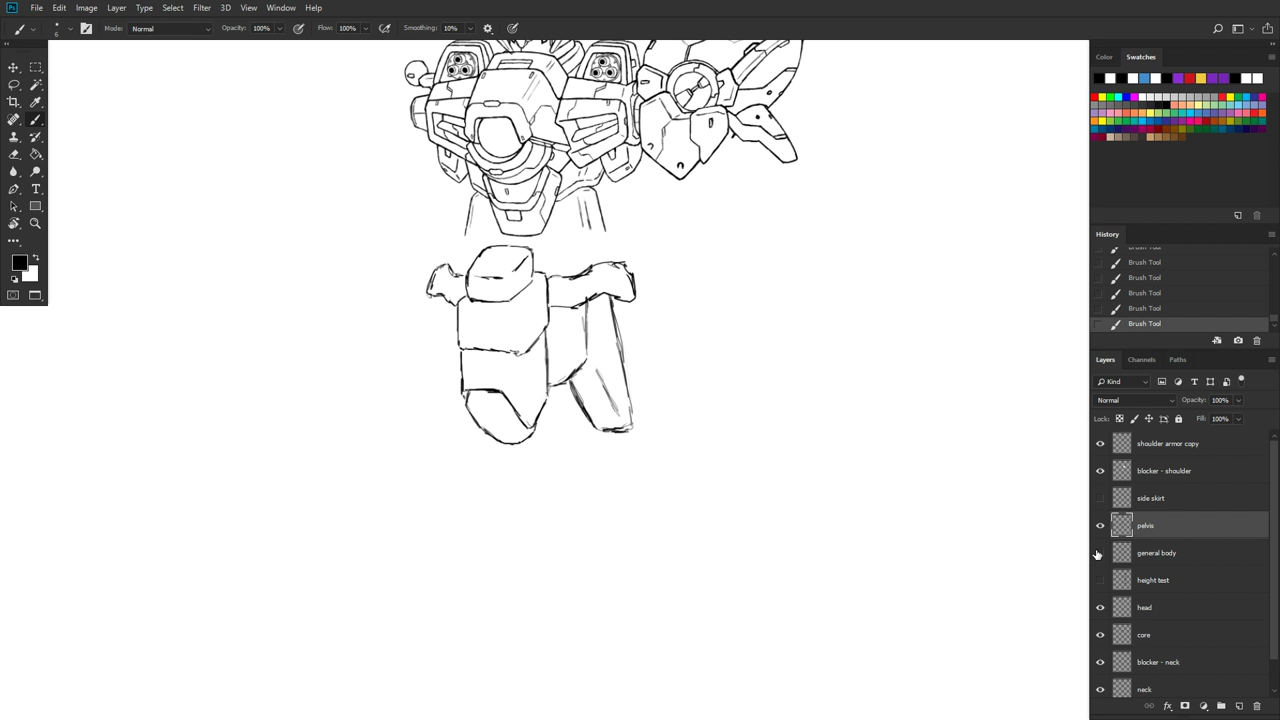 Ps File Edit Image Layer Type Select Filter 3D View Window Help
6 Mode: Normal Opacity: 100% Flow: 100% Smoothing: 10%
Color Swatches
History
Brush Tool
Brush Tool
Brush Tool
Brush Tool
Brush Tool
Layers Channels Paths
Kind
Normal Opacity: 100%
Lock: Fill: 100%
shoulder armor copy
blocker - shoulder
side skirt
pelvis
general body
height test
head
core
blocker - neck
neck
fx